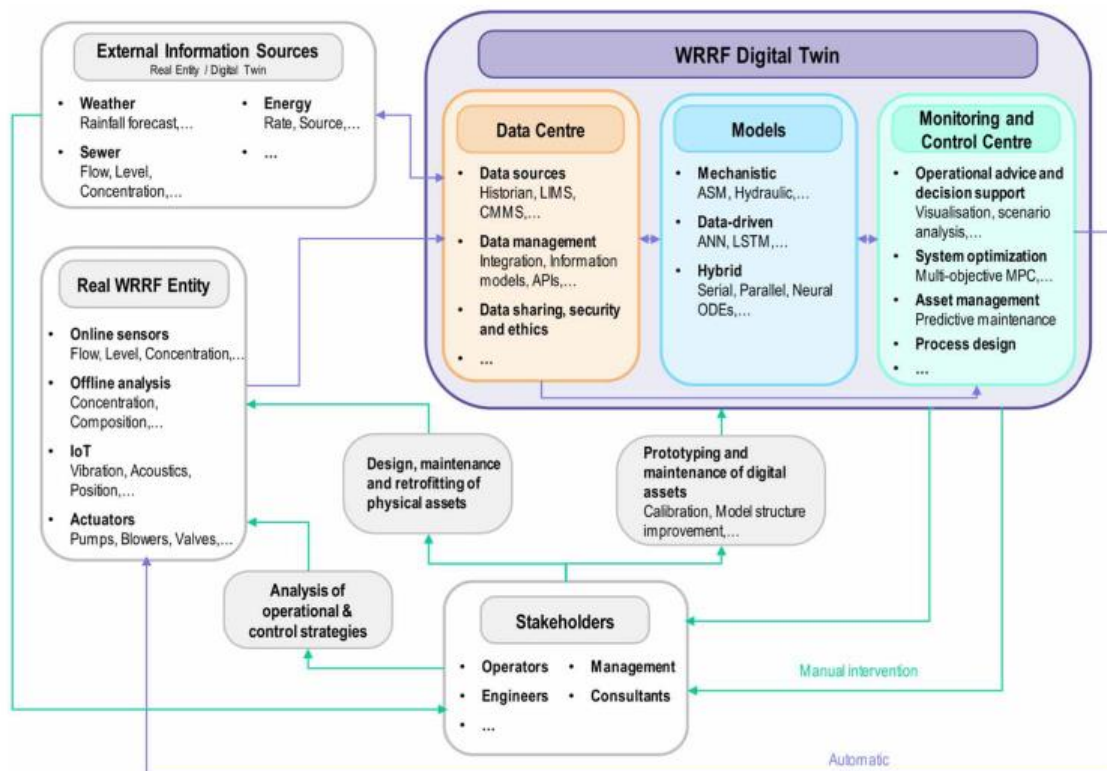 External Information Sources
Real Entity / Digital Twin
• Weather
Rainfall forecast,…
• Sewer
Flow, Level,
Concentration,…
• Energy
Rate, Source,…
• …
WRRF Digital Twin
Data Centre
• Data sources
Historian, LIMS,
CMMS,…
• Data management
Integration, Information
models, APIs,…
• Data sharing, security
and ethics
• …
Models
• Mechanistic
ASM, Hydraulic,…
• Data-driven
ANN, LSTM,…
• Hybrid
Serial, Parallel, Neural
ODEs,…
Monitoring and
Control Centre
• Operational advice and
decision support
Visualisation, scenario
analysis,…
• System optimization
Multi-objective MPC,…
• Asset management
Predictive maintenance
• Process design
• …
Real WRRF Entity
• Online sensors
Flow, Level, Concentration,…
• Offline analysis
Concentration,
Composition,…
• IoT
Vibration, Acoustics,
Position,…
• Actuators
Pumps, Blowers, Valves,…
Design, maintenance
and retrofitting of
physical assets
Prototyping and
maintenance of digital
assets
Calibration, Model structure
improvement,…
Analysis of
operational &
control strategies
Stakeholders
• Operators
• Engineers
• …
• Management
• Consultants
Manual intervention
Automatic